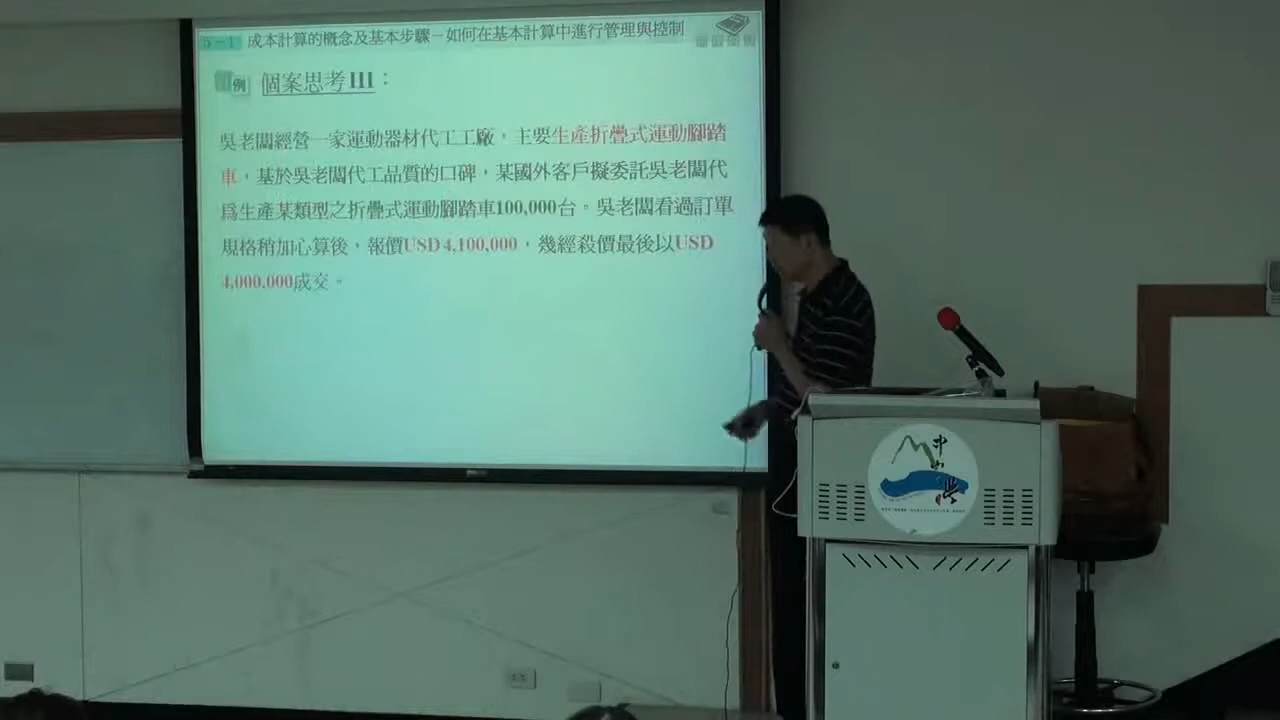 5－1 成本計算的概念及基本步驟－如何在基本計算中進行管理與控制
例 個案思考III：
吳老闆經營一家運動器材代工工廠，主要生產折疊式運動腳踏
車，基於吳老闆代工品質的口碑，某國外客戶擬委託吳老闆代
為生產某類型之折疊式運動腳踏車100,000台。吳老闆看過訂單
規格稍加心算後，報價USD 4,100,000，幾經殺價最後以USD
4,000,000成交。
中山